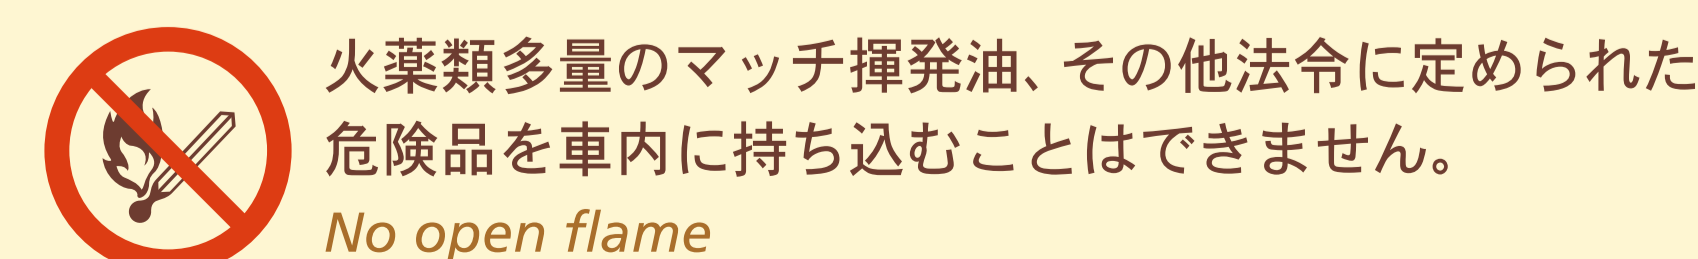 火薬類多量のマッチ揮発油、その他法令に定められた
危険品を車内に持ち込むことはできません。
No open flame